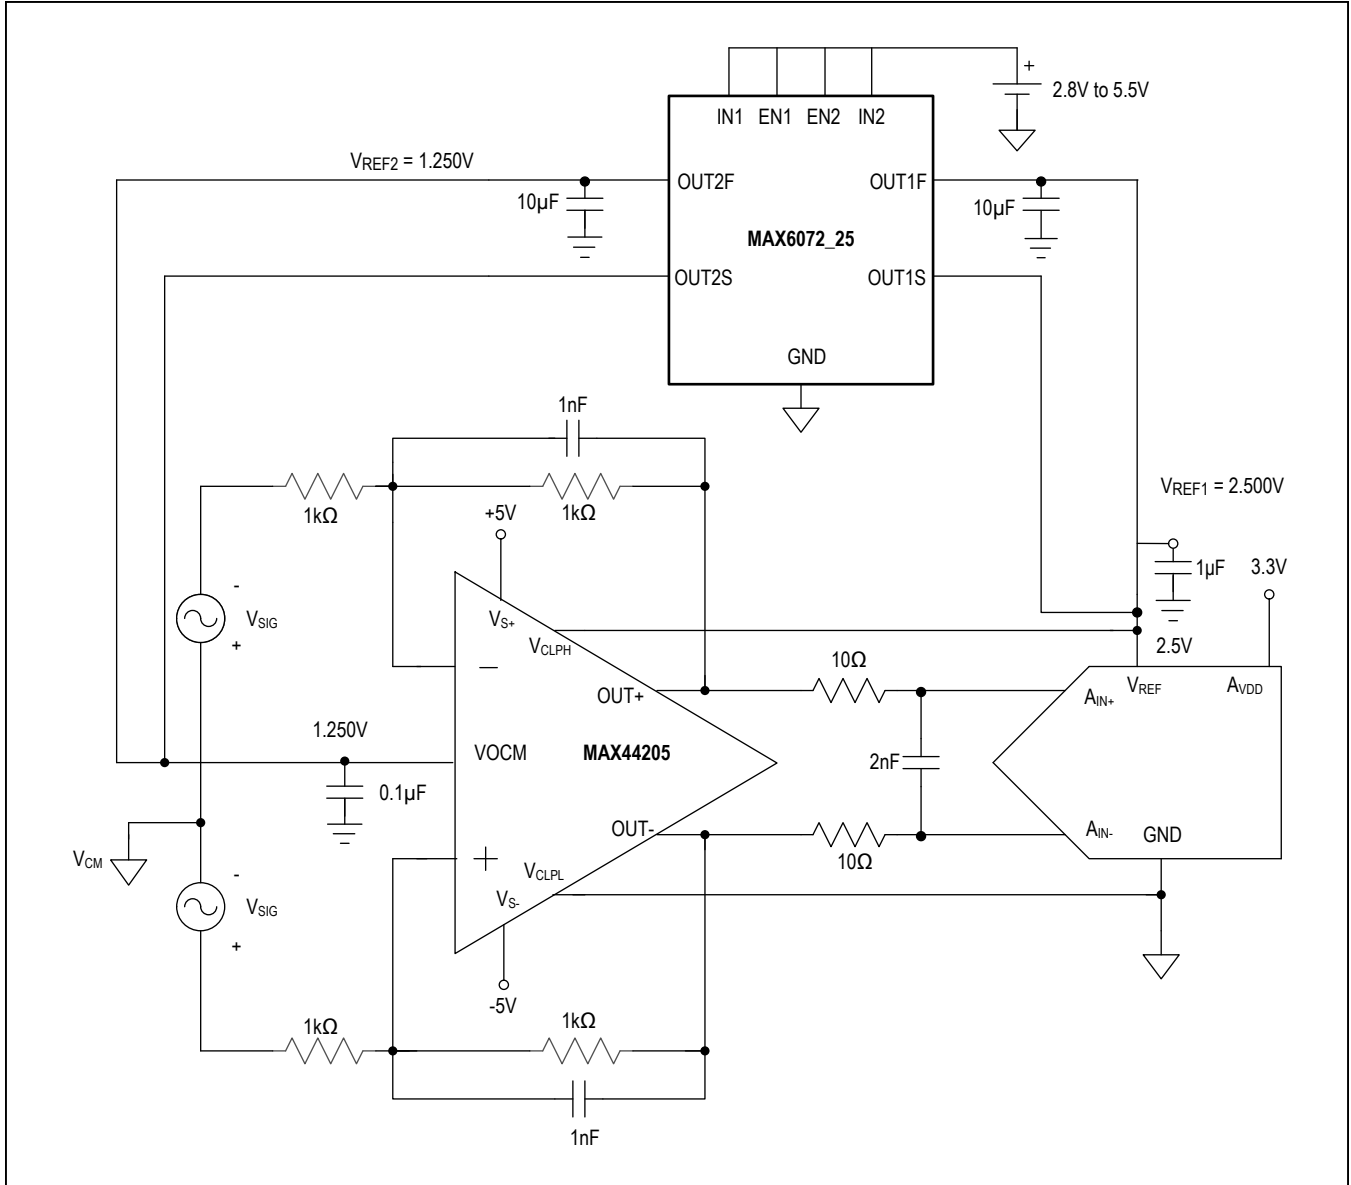 +
2.8V to 5.5V
IN1 EN1 EN2 IN2
VREF2 = 1.250V
OUT2F
OUT1F
10µF
10µF
MAX6072_25
OUT2S
OUT1S
GND
1nF
1kΩ
1kΩ
VREF1 = 2.500V
+5V
1µF
3.3V
-
VSIG
+
VS+
VCLPH
2.5V
−
10Ω
OUT+
AIN+
VREF
AVDD
1.250V
VOCM
MAX44205
2nF
0.1µF
OUT-
AIN-
GND
10Ω
VCM
+
VCLPL
-
VSIG
+
VS-
-5V
1kΩ
1kΩ
1nF